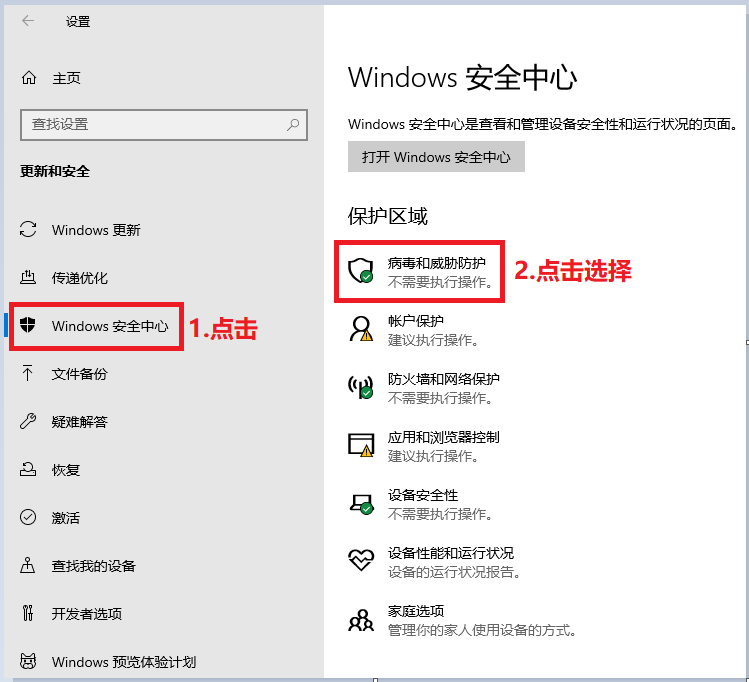 设置
主页
查找设置
更新和安全
Windows 更新
传递优化
Windows 安全中心
1.点击
文件备份
疑难解答
恢复
激活
查找我的设备
开发者选项
Windows 预览体验计划
Windows 安全中心
Windows 安全中心是查看和管理设备安全性和运行状况的页面。
打开 Windows 安全中心
保护区域
病毒和威胁防护
不需要执行操作。
2.点击选择
帐户保护
建议执行操作。
防火墙和网络保护
不需要执行操作。
应用和浏览器控制
建议执行操作。
设备安全性
不需要执行操作。
设备性能和运行状况
设备的运行状况报告。
家庭选项
管理你的家人使用设备的方式。